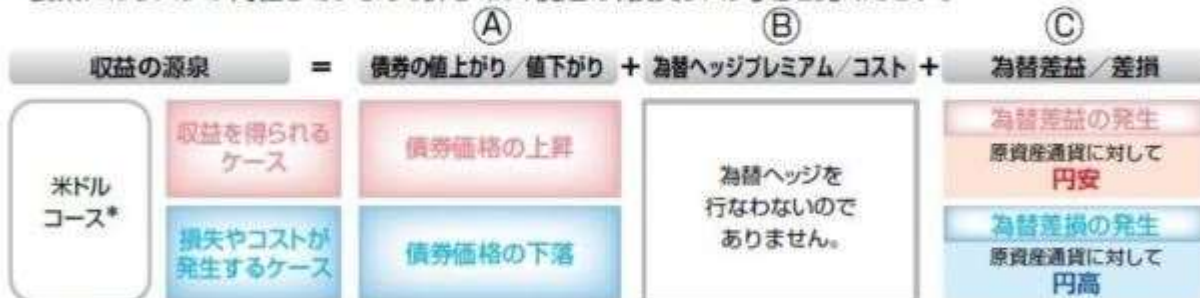 Ⓐ Ⓑ Ⓒ
収益の源泉 = 債券の値上がり/値下がり + 為替ヘッジプレミアム/コスト + 為替差益/差損
米ドル
コース*
収益を得られる
ケース
債券価格の上昇
為替ヘッジを
行なわないので
ありません。
為替差益の発生
原資産通貨に対して
円安
損失やコストが
発生するケース
債券価格の下落
為替差損の発生
原資産通貨に対して
円高